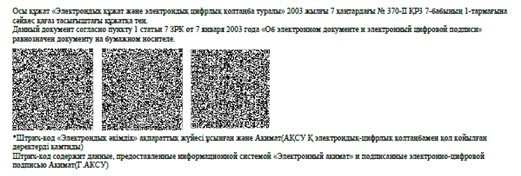 Осы құжат «Электрондық құжат және электрондық цифрлық қолтаңба туралы» 2003 жылғы 7 қаңтардағы № 370-II ҚРЗ 7-бабының 1-тармағына
сәйкес қағаз тасығыштағы құжатқа тең.
Данный документ согласно пункту 1 статьи 7 ЗРК от 7 января 2003 года «Об электронном документе и электронный цифровой подписи»
равнозначен документу на бумажном носителе.
*Штрих-код «Электрондық әкімдік» ақпараттық жүйесі ұсынған және Акимат(АҚСУ Қ электрондық-цифрлық қолтаңбамен қол қойылған
деректерді қамтиды)
Штрих-код содержит данные, предоставленные информационной системой «Электронный акимат» и подписанные электронно-цифровой
подписью Акимат(Г.АКСУ)